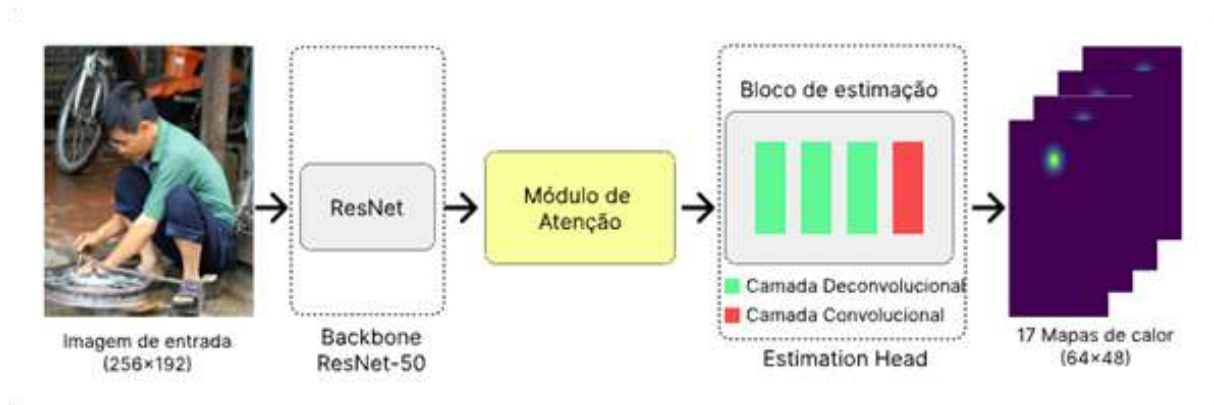 Imagem de entrada
(256×192)
ResNet
Backbone
ResNet-50
Módulo de
Atenção
Bloco de estimação
Camada Deconvolucional
Camada Convolucional
Estimation Head
17 Mapas de calor
(64×48)